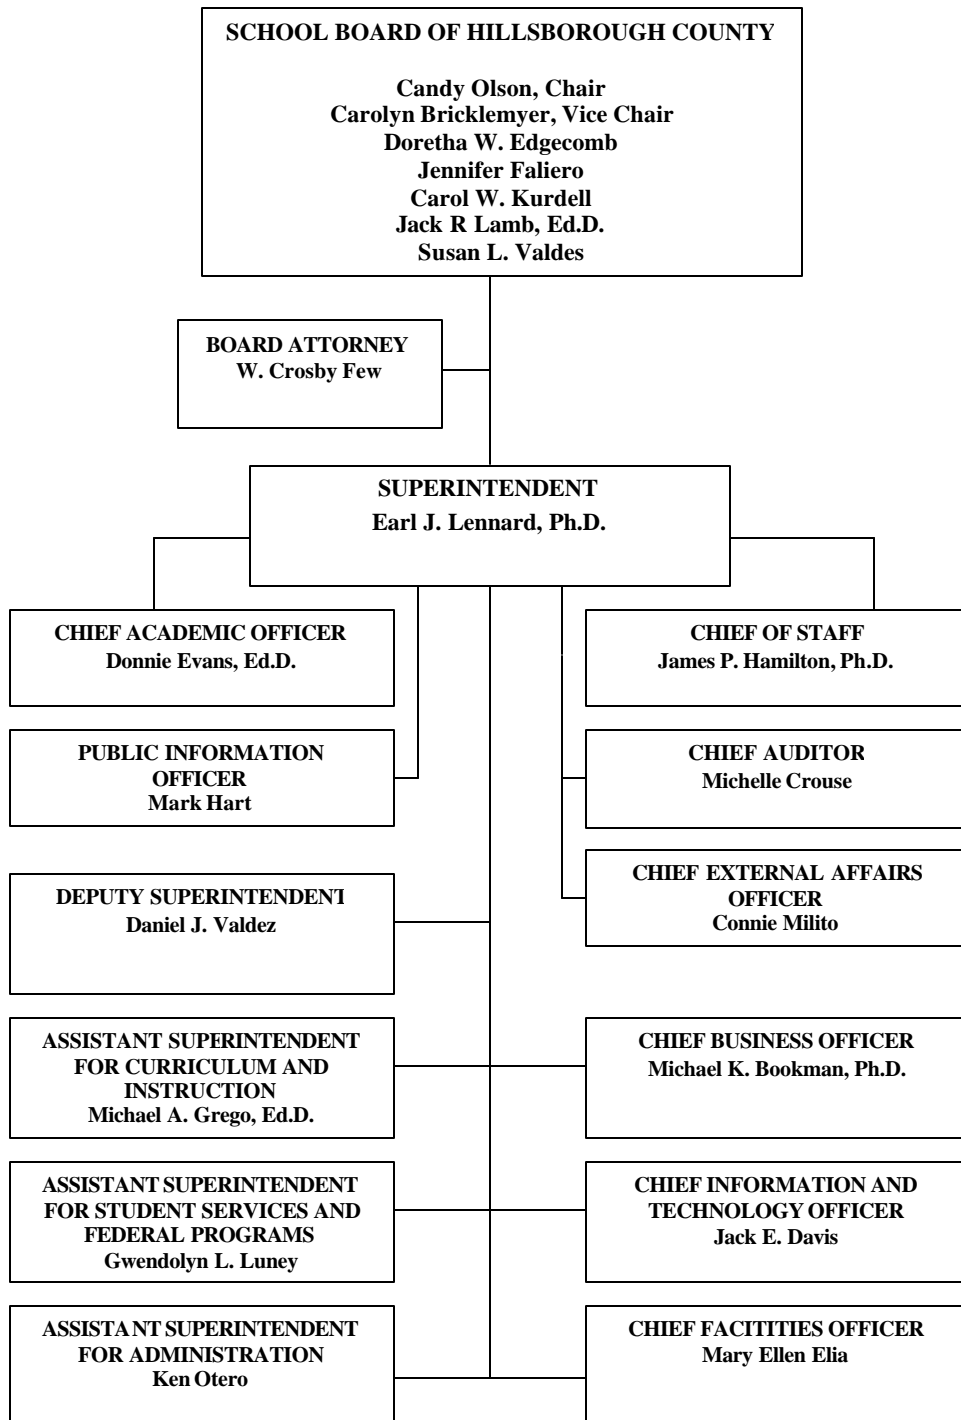 SCHOOL BOARD OF HILLSBOROUGH COUNTY
Candy Olson, Chair
Carolyn Bricklemyer, Vice Chair
Doretha W. Edgecomb
Jennifer Faliero
Carol W. Kurdell
Jack R Lamb, Ed.D.
Susan L. Valdes
BOARD ATTORNEY
W. Crosby Few
SUPERINTENDENT
Earl J. Lennard, Ph.D.
CHIEF ACADEMIC OFFICER
Donnie Evans, Ed.D.
CHIEF OF STAFF
James P. Hamilton, Ph.D.
PUBLIC INFORMATION
OFFICER
Mark Hart
CHIEF AUDITOR
Michelle Crouse
CHIEF EXTERNAL AFFAIRS
OFFICER
Connie Milito
DEPUTY SUPERINTENDENT
Daniel J. Valdez
ASSISTANT SUPERINTENDENT
FOR CURRICULUM AND
INSTRUCTION
Michael A. Grego, Ed.D.
CHIEF BUSINESS OFFICER
Michael K. Bookman, Ph.D.
ASSISTANT SUPERINTENDENT
FOR STUDENT SERVICES AND
FEDERAL PROGRAMS
Gwendolyn L. Luney
CHIEF INFORMATION AND
TECHNOLOGY OFFICER
Jack E. Davis
ASSISTANT SUPERINTENDENT
FOR ADMINISTRATION
Ken Otero
CHIEF FACITITIES OFFICER
Mary Ellen Elia